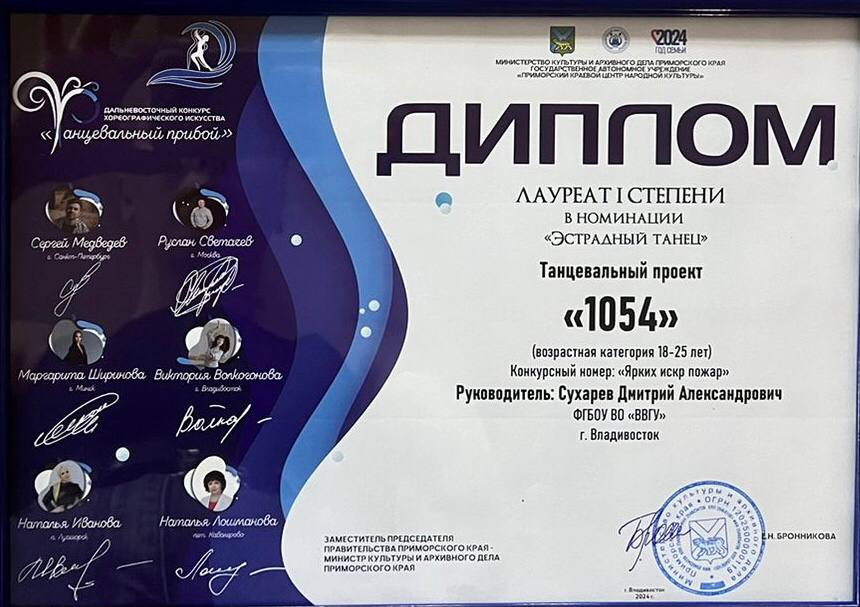 ДАЛЬНЕВОСТОЧНЫЙ КОНКУРС
ХОРЕОГРАФИЧЕСКОГО ИСКУССТВА
«Танцевальный прибой»
Сергей Медведев
г. Санкт-Петербург
Руслан Светачев
г. Москва
Маргарита Ширинова
г. Минск
Виктория Волкогонова
г. Владивосток
Наталья Иванова
п. Лучегорск
Наталья Лошманова
пгт. Кавалерово
2024
ГОД СЕМЬИ
МИНИСТЕРСТВО КУЛЬТУРЫ И АРХИВНОГО ДЕЛА ПРИМОРСКОГО КРАЯ
ГОСУДАРСТВЕННОЕ АВТОНОМНОЕ УЧРЕЖДЕНИЕ
«ПРИМОРСКИЙ КРАЕВОЙ ЦЕНТР НАРОДНОЙ КУЛЬТУРЫ»
ДИПЛОМ
ЛАУРЕАТ I СТЕПЕНИ
В НОМИНАЦИИ
«ЭСТРАДНЫЙ ТАНЕЦ»
Танцевальный проект
«1054»
(возрастная категория 18-25 лет)
Конкурсный номер: «Ярких искр пожар»
Руководитель: Сухарев Дмитрий Александрович
ФГБОУ ВО «ВВГУ»
г. Владивосток
ЗАМЕСТИТЕЛЬ ПРЕДСЕДАТЕЛЯ
ПРАВИТЕЛЬСТВА ПРИМОРСКОГО КРАЯ -
МИНИСТР КУЛЬТУРЫ И АРХИВНОГО ДЕЛА
ПРИМОРСКОГО КРАЯ
Е.Н. БРОННИКОВА
г. Владивосток
2024 г.